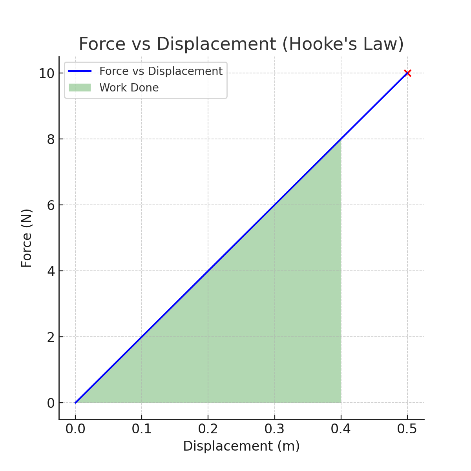 Force vs Displacement (Hooke's Law)
Force vs Displacement
Work Done
10
8
6
4
2
0
Force (N)
0.0 0.1 0.2 0.3 0.4 0.5
Displacement (m)